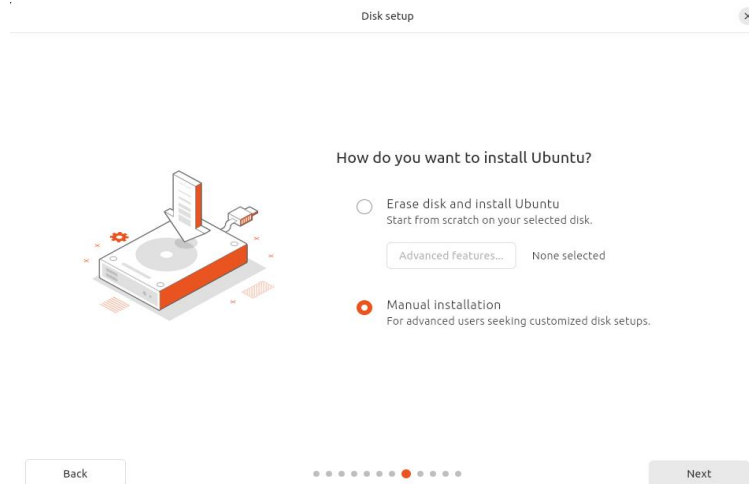 Disk setup
How do you want to install Ubuntu?
Erase disk and install Ubuntu
Start from scratch on your selected disk.
Advanced features... None selected
Manual installation
For advanced users seeking customized disk setups.
Back Next